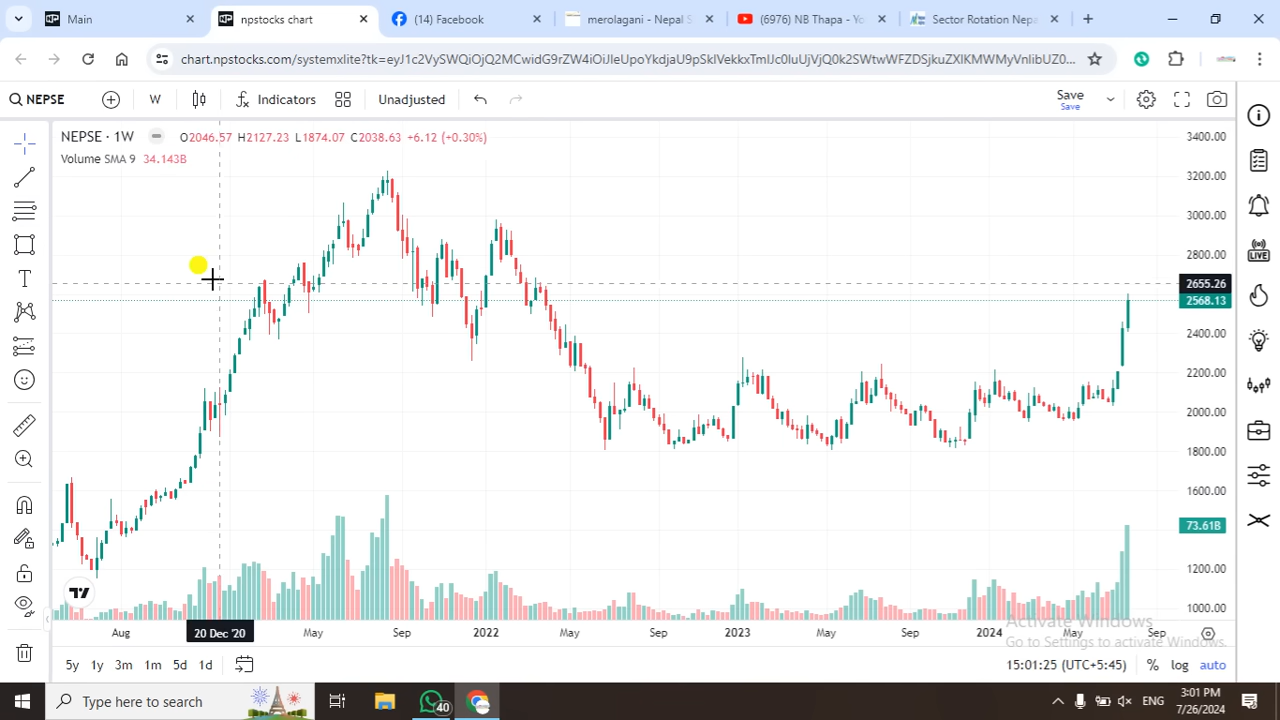 Main
npstocks chart
(14) Facebook
merolagani - Nepal S
(6976) NB Thapa - Yo
Sector Rotation Nepa
chart.npstocks.com/systemxlite?tk=
NEPSE
W
Indicators
Unadjusted
Save
Save
NEPSE · 1W O2046.57 H2127.23 L1874.07 C2038.63 +6.12 (+0.30%)
Volume SMA 9 34.143B
3400.00
3200.00
3000.00
2800.00
2655.26
2568.13
2400.00
2200.00
2000.00
1800.00
1600.00
73.61B
1200.00
1000.00
LIVE
T
Aug 20 Dec '20 May Sep 2022 May Sep 2023 May Sep 2024 May Sep
Activate Windows
Go to Settings to activate Windows.
5y 1y 3m 1m 5d 1d
15:01:25 (UTC+5:45) % log auto
Type here to search
40
ENG
3:01 PM
7/26/2024